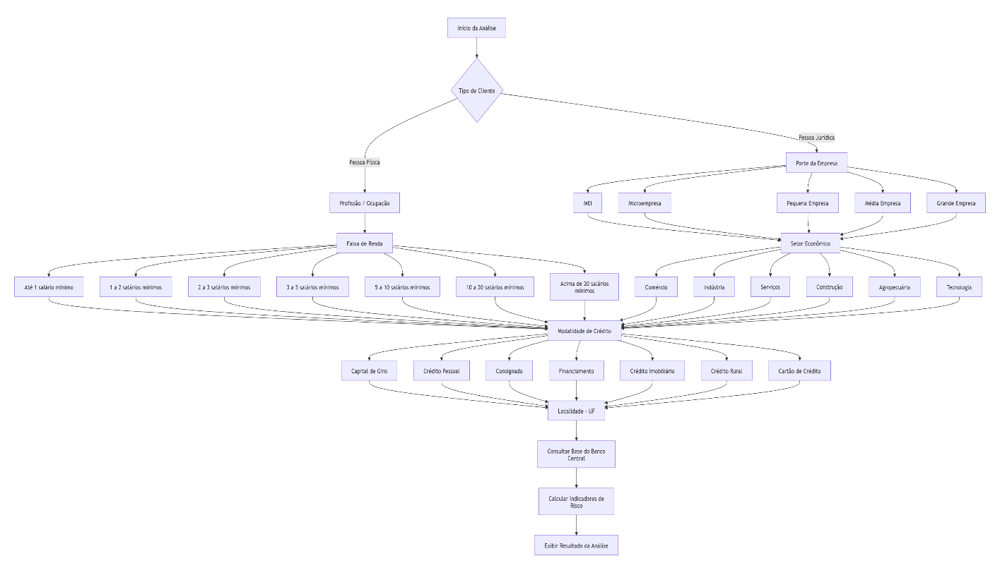 Início da Análise
Tipo de Cliente
Pessoa Jurídica
Pessoa Física
Porte da Empresa
Profissão / Ocupação
MEI
Microempresa
Pequena Empresa
Média Empresa
Grande Empresa
Faixa de Renda
Setor Econômico
Até 1 salário mínimo
1 a 2 salários mínimos
2 a 3 salários mínimos
3 a 5 salários mínimos
5 a 10 salários mínimos
10 a 20 salários mínimos
Acima de 20 salários
mínimos
Comércio
Indústria
Serviços
Construção
Agropecuária
Tecnologia
Modalidade de Crédito
Capital de Giro
Crédito Pessoal
Consignado
Financiamento
Crédito Imobiliário
Crédito Rural
Cartão de Crédito
Localidade - UF
Consultar Base do Banco
Central
Calcular Indicadores de
Risco
Exibir Resultado da Análise